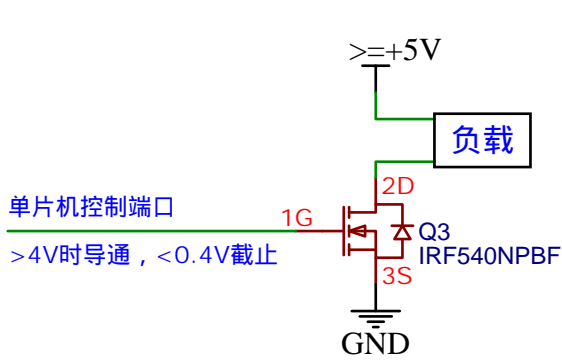 >=+5V
负载
2D
单片机控制端口
1G
>4V时导通，<0.4V截止
Q3
IRF540NPBF
3S
GND